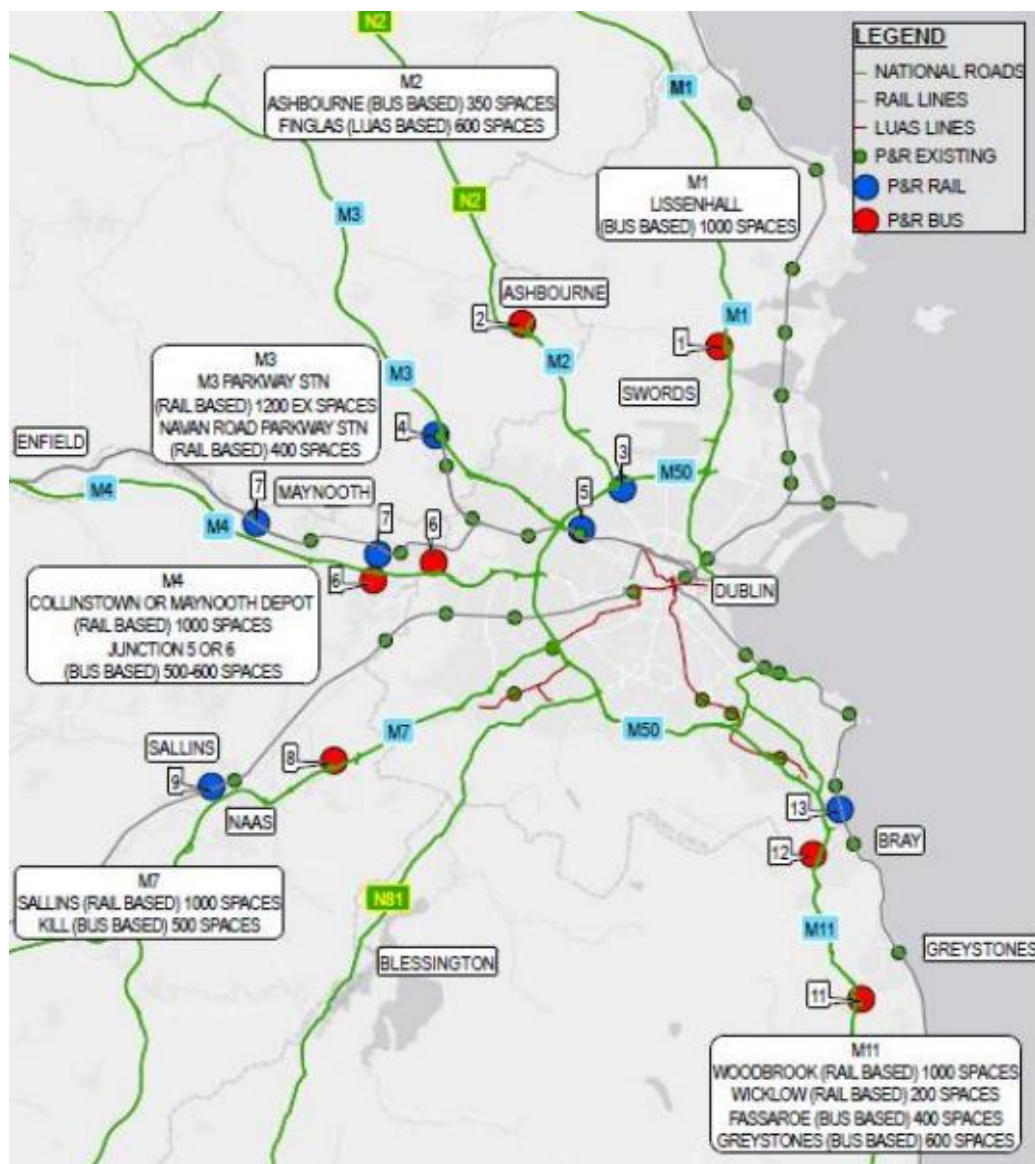 N2
LEGEND
NATIONAL ROADS
RAIL LINES
LUAS LINES
P&R EXISTING
P&R RAIL
P&R BUS
M2
ASHBOURNE (BUS BASED) 350 SPACES
FINGLAS (LUAS BASED) 600 SPACES
M1
M1
LISSENHALL
(BUS BASED) 1000 SPACES
M3
N2
ASHBOURNE
2
M1
1
M2
M3
SWORDS
M3
M3 PARKWAY STN
(RAIL BASED) 1200 EX SPACES
NAVAN ROAD PARKWAY STN
(RAIL BASED) 400 SPACES
4
ENFIELD
3
M50
M4
7
MAYNOOTH
7
6
5
M4
6
DUBLIN
M4
COLLINSTOWN OR MAYNOOTH DEPOT
(RAIL BASED) 1000 SPACES
JUNCTION 5 OR 6
(BUS BASED) 500-600 SPACES
M7
M50
SALLINS
8
9
NAAS
13
BRAY
12
M7
SALLINS (RAIL BASED) 1000 SPACES
KILL (BUS BASED) 500 SPACES
N81
M11
BLESSINGTON
GREYSTONES
11
M11
WOODBROOK (RAIL BASED) 1000 SPACES
WICKLOW (RAIL BASED) 200 SPACES
FASSAROE (BUS BASED) 400 SPACES
GREYSTONES (BUS BASED) 600 SPACES